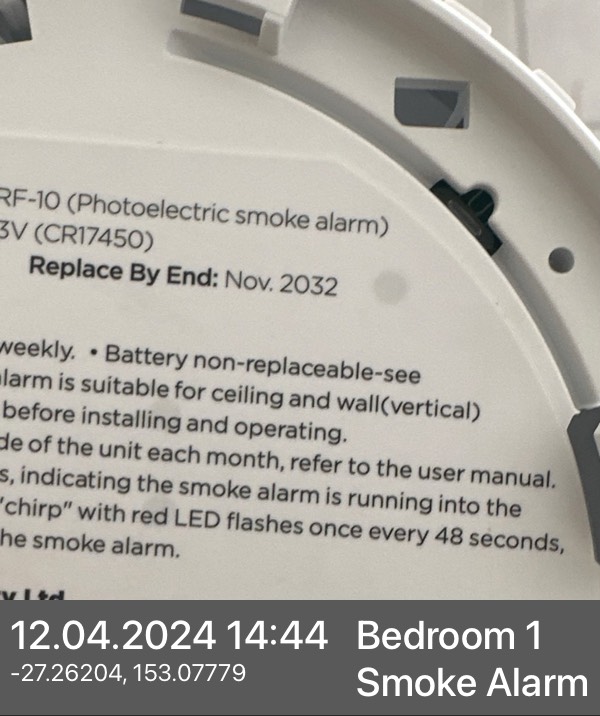 RF-10 (Photoelectric smoke alarm)
3V (CR17450)
Replace By End: Nov. 2032
weekly. • Battery non-replaceable-see
alarm is suitable for ceiling and wall(vertical)
before installing and operating.
de of the unit each month, refer to the user manual.
s, indicating the smoke alarm is running into the
"chirp" with red LED flashes once every 48 seconds,
he smoke alarm.
y Ltd
12.04.2024 14:44
-27.26204, 153.07779
Bedroom 1
Smoke Alarm